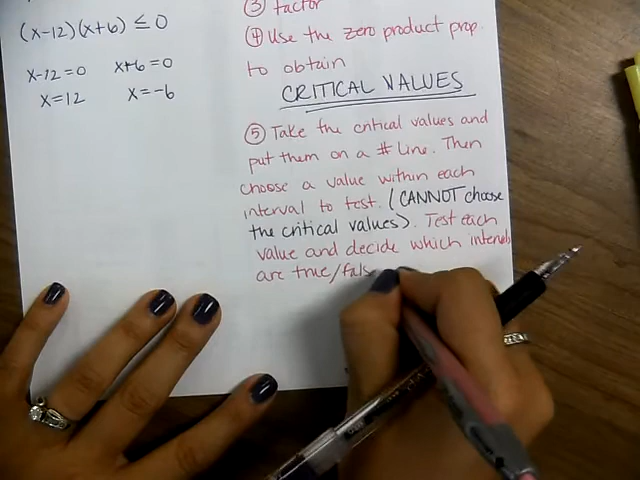 (x-12)(x+6) ≤ 0
x-12=0 x+6=0
x=12 x=-6
③ factor
④ Use the zero product prop.
to obtain
CRITICAL VALUES
⑤ Take the critical values and
put them on a # line. Then
choose a value within each
interval to test. (CANNOT choose
the critical values). Test each
value and decide which intervals
are true/fals